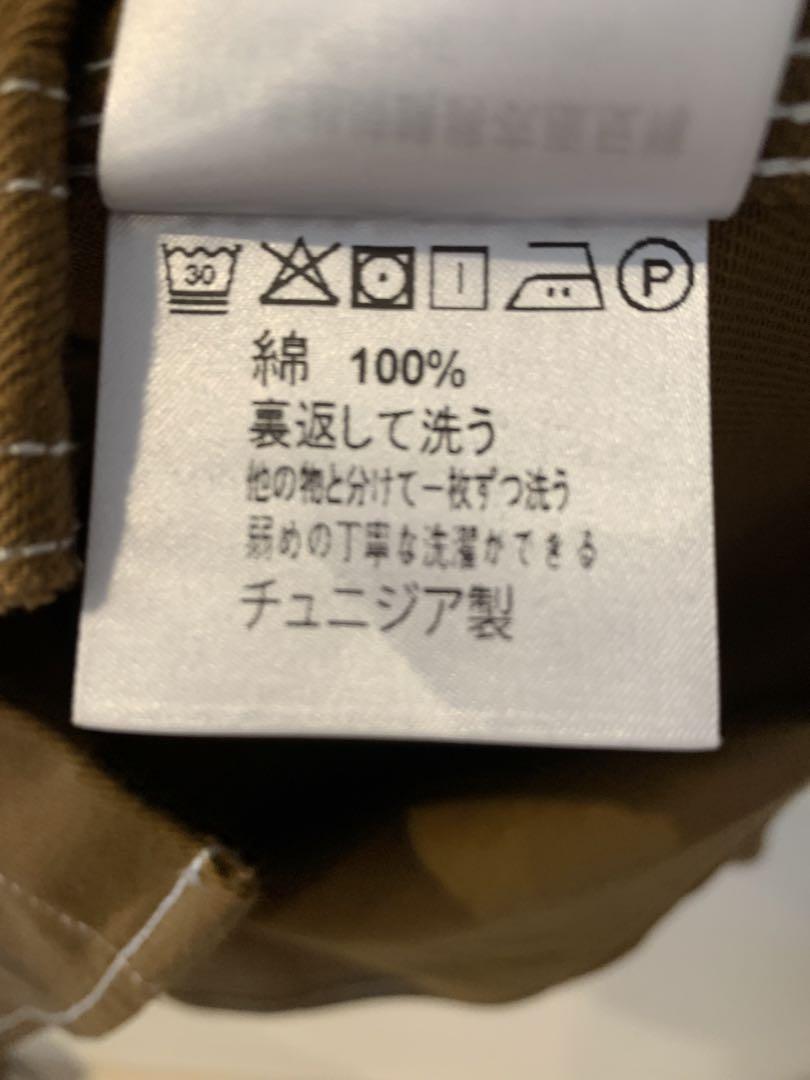 30 P
綿 100%
裏返して洗う
他の物と分けて一枚ずつ洗う
弱めの丁寧な洗濯ができる
チュニジア製